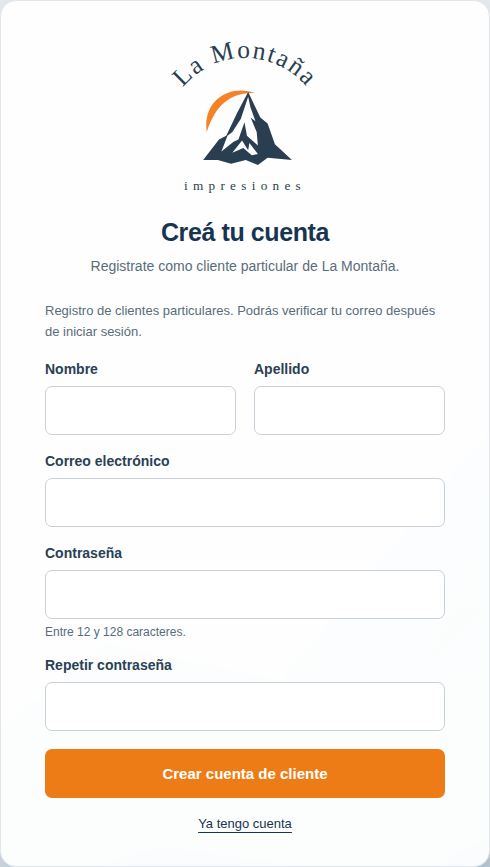 La Montaña
impresiones
Creá tu cuenta
Registrate como cliente particular de La Montaña.
Registro de clientes particulares. Podrás verificar tu correo después
de iniciar sesión.
Nombre
Apellido
Correo electrónico
Contraseña
Entre 12 y 128 caracteres.
Repetir contraseña
Crear cuenta de cliente
Ya tengo cuenta